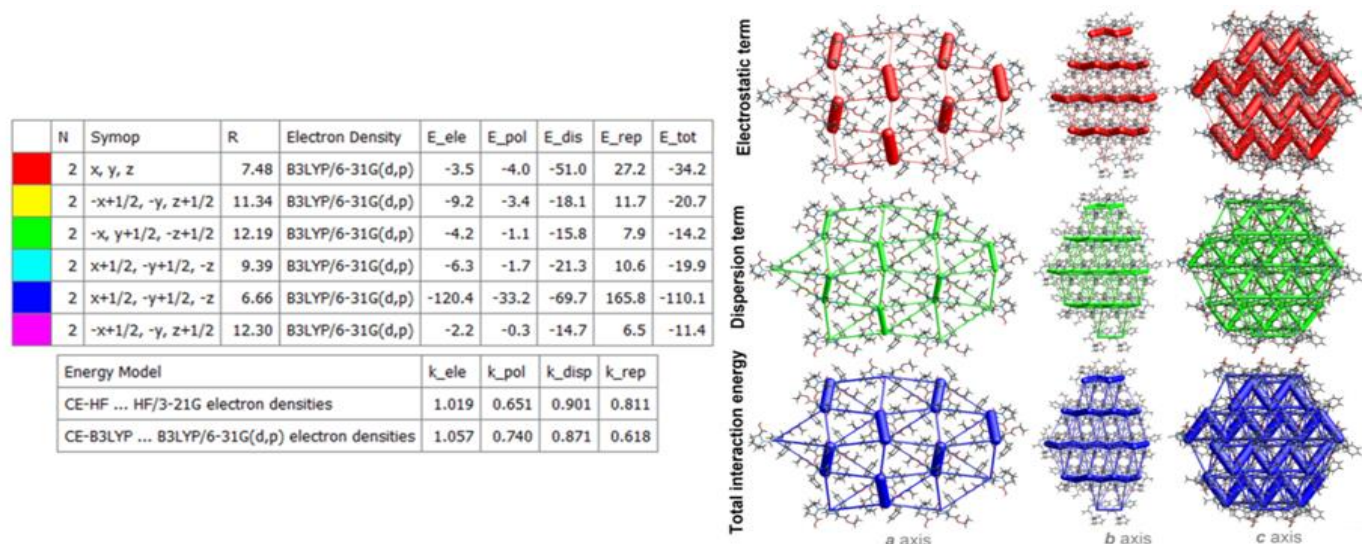 N Symop R Electron Density E_ele E_pol E_dis E_rep E_tot
2 x, y, z 7.48 B3LYP/6-31G(d,p) -3.5 -4.0 -51.0 27.2 -34.2
2 -x+1/2, -y, z+1/2 11.34 B3LYP/6-31G(d,p) -9.2 -3.4 -18.1 11.7 -20.7
2 -x, y+1/2, -z+1/2 12.19 B3LYP/6-31G(d,p) -4.2 -1.1 -15.8 7.9 -14.2
2 x+1/2, -y+1/2, -z 9.39 B3LYP/6-31G(d,p) -6.3 -1.7 -21.3 10.6 -19.9
2 x+1/2, -y+1/2, -z 6.66 B3LYP/6-31G(d,p) -120.4 -33.2 -69.7 165.8 -110.1
2 -x+1/2, -y, z+1/2 12.30 B3LYP/6-31G(d,p) -2.2 -0.3 -14.7 6.5 -11.4
Energy Model k_ele k_pol k_disp k_rep
CE-HF ... HF/3-21G electron densities 1.019 0.651 0.901 0.811
CE-B3LYP ... B3LYP/6-31G(d,p) electron densities 1.057 0.740 0.871 0.618
Electrostatic term
Dispersion term
Total interaction energy
a axis b axis c axis